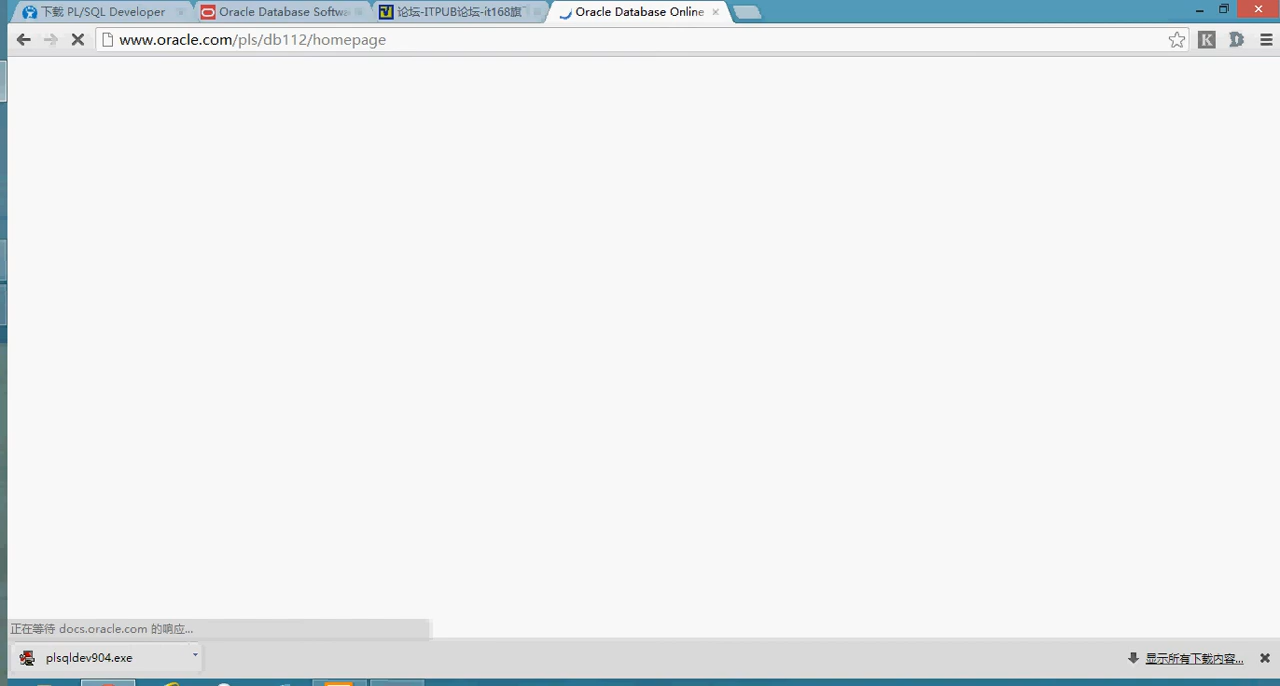 下载 PL/SQL Developer
Oracle Database Softwa
论坛-ITPUB论坛-it168旗
Oracle Database Online
www.oracle.com/pls/db112/homepage
正在等待 docs.oracle.com 的响应...
plsqldev904.exe
显示所有下载内容...